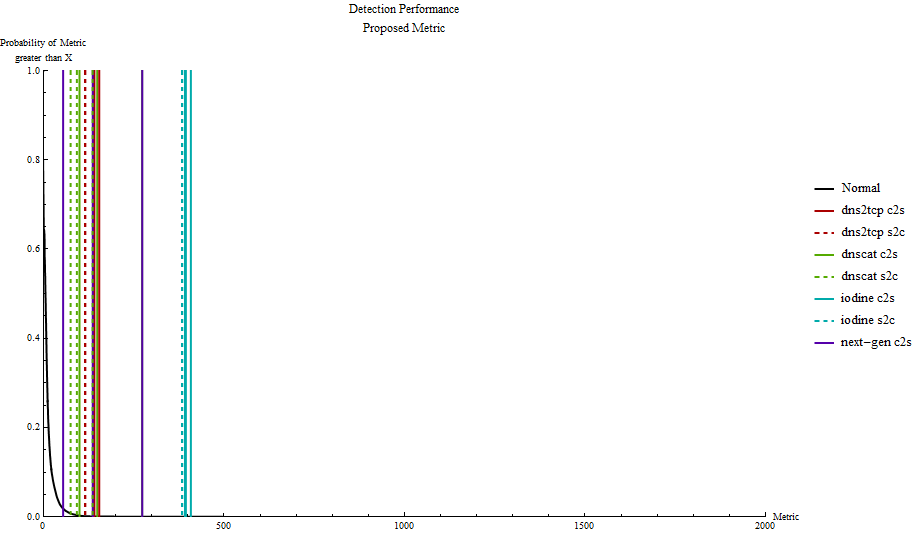 Detection Performance
Proposed Metric
Probability of Metric
greater than X
1.0
0.8
0.6
0.4
0.2
0.0
0
500
1000
1500
2000
Metric
Normal
dns2tcp c2s
dns2tcp s2c
dnscat c2s
dnscat s2c
iodine c2s
iodine s2c
next-gen c2s